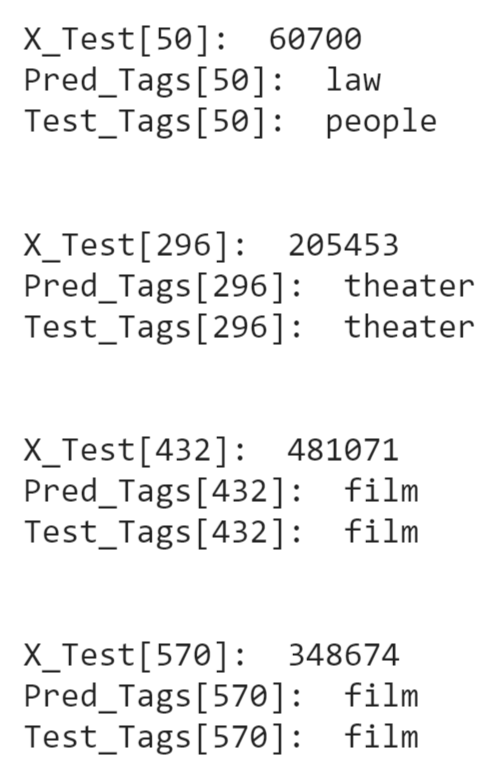 X_Test[50]:  60700
Pred_Tags[50]:  law
Test_Tags[50]:  people
X_Test[296]:  205453
Pred_Tags[296]:  theater
Test_Tags[296]:  theater
X_Test[432]:  481071
Pred_Tags[432]:  film
Test_Tags[432]:  film
X_Test[570]:  348674
Pred_Tags[570]:  film
Test_Tags[570]:  film